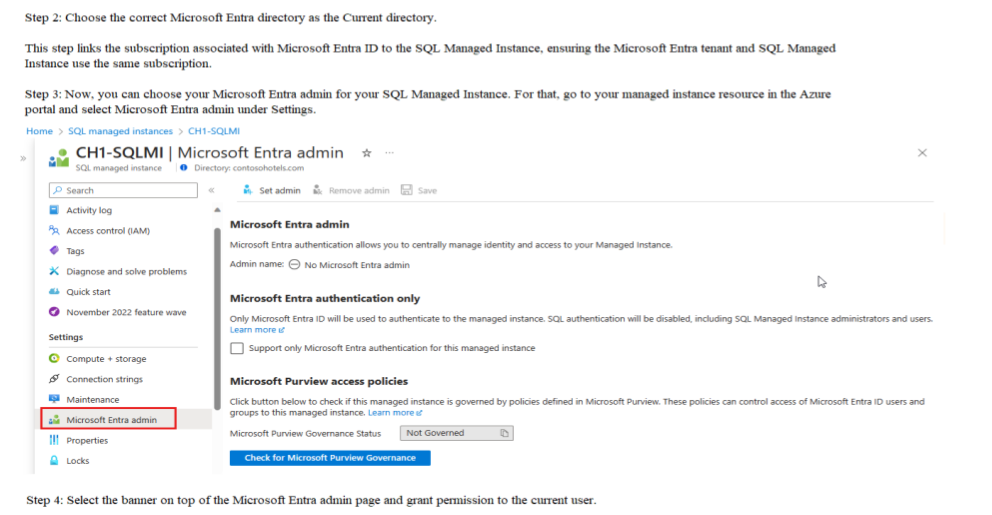 Step 2: Choose the correct Microsoft Entra directory as the Current directory.
This step links the subscription associated with Microsoft Entra ID to the SQL Managed Instance, ensuring the Microsoft Entra tenant and SQL Managed
Instance use the same subscription.
Step 3: Now, you can choose your Microsoft Entra admin for your SQL Managed Instance. For that, go to your managed instance resource in the Azure
portal and select Microsoft Entra admin under Settings.
Home > SQL managed instances > CH1-SQLMI
» CH1-SQLMI | Microsoft Entra admin ☆ ··· ×
SQL managed instance Directory: contosohotels.com
Search « Set admin Remove admin Save
Activity log
Access control (IAM)
Tags
Diagnose and solve problems
Quick start
November 2022 feature wave
Settings
Compute + storage
Connection strings
Maintenance
Microsoft Entra admin
Properties
Locks
Microsoft Entra admin
Microsoft Entra authentication allows you to centrally manage identity and access to your Managed Instance.
Admin name: No Microsoft Entra admin
Microsoft Entra authentication only
Only Microsoft Entra ID will be used to authenticate to the managed instance. SQL authentication will be disabled, including SQL Managed Instance administrators and users.
Learn more
Support only Microsoft Entra authentication for this managed instance
Microsoft Purview access policies
Click button below to check if this managed instance is governed by policies defined in Microsoft Purview. These policies can control access of Microsoft Entra ID users and
groups to this managed instance. Learn more
Microsoft Purview Governance Status Not Governed
Check for Microsoft Purview Governance
Step 4: Select the banner on top of the Microsoft Entra admin page and grant permission to the current user.